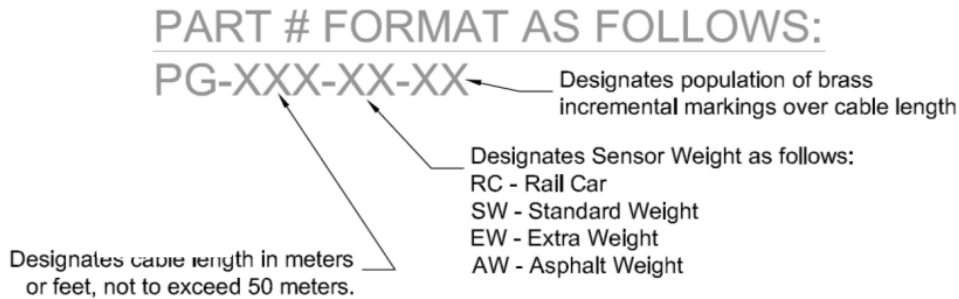 PART # FORMAT AS FOLLOWS:
PG-XXX-XX-XX
Designates population of brass
incremental markings over cable length
Designates Sensor Weight as follows:
RC - Rail Car
SW - Standard Weight
EW - Extra Weight
AW - Asphalt Weight
Designates cable length in meters
or feet, not to exceed 50 meters.